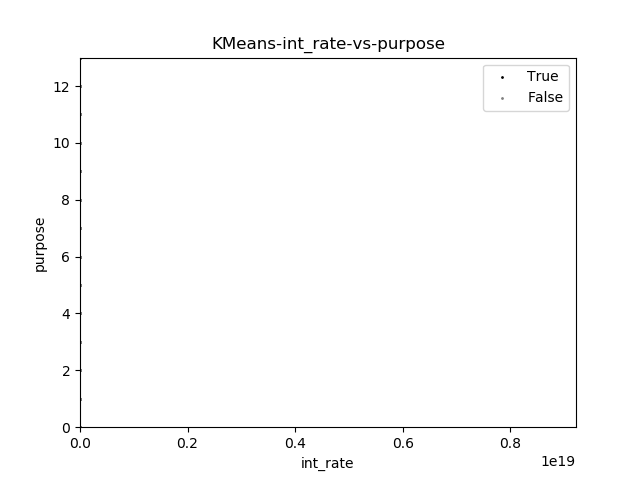 KMeans-int_rate-vs-purpose
True
False
12
10
8
6
4
2
0
purpose
0.0 0.2 0.4 0.6 0.8
1e19
int_rate